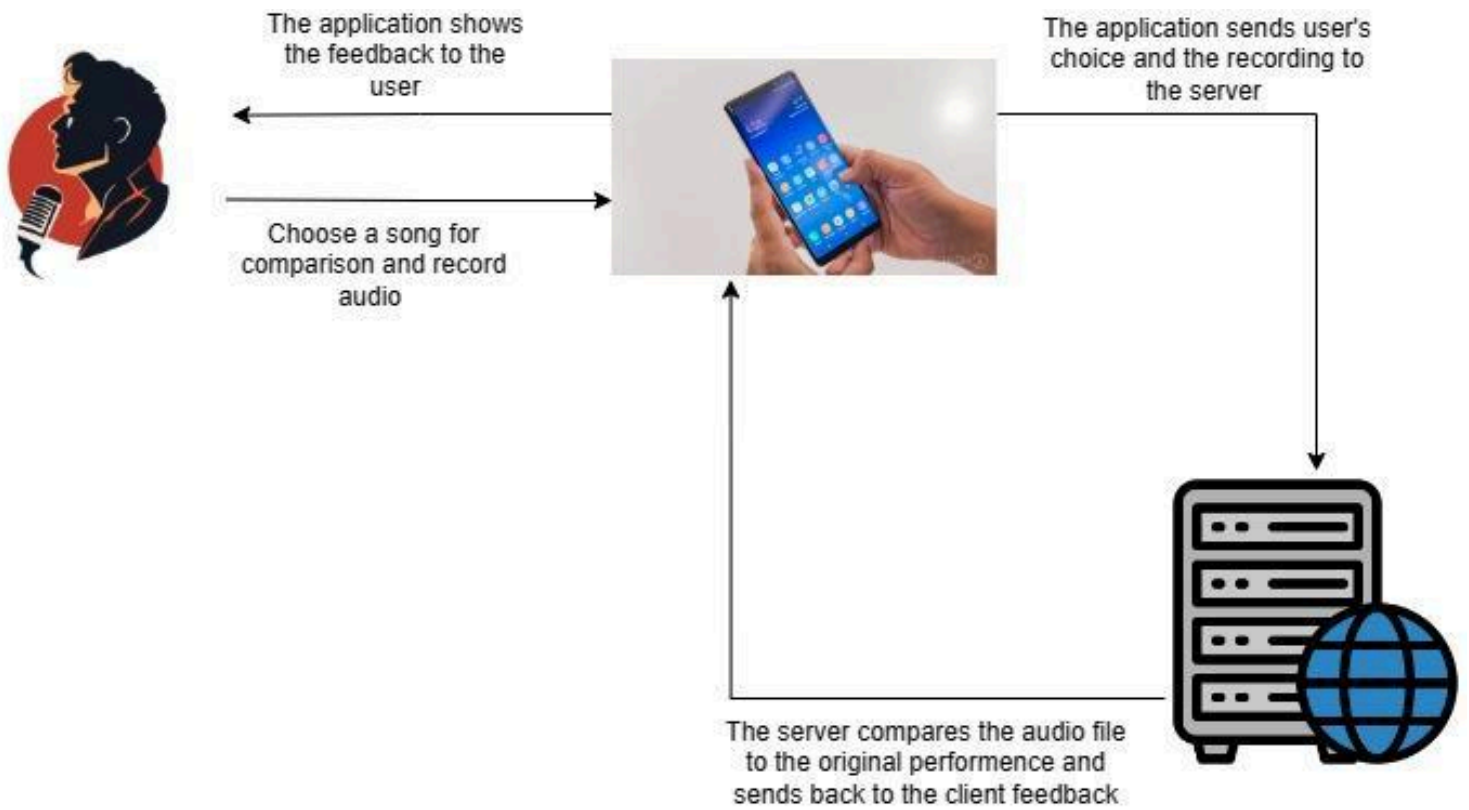 The application shows
the feedback to the
user
The application sends user's
choice and the recording to
the server
Choose a song for
comparison and record
audio
The server compares the audio file
to the original performence and
sends back to the client feedback